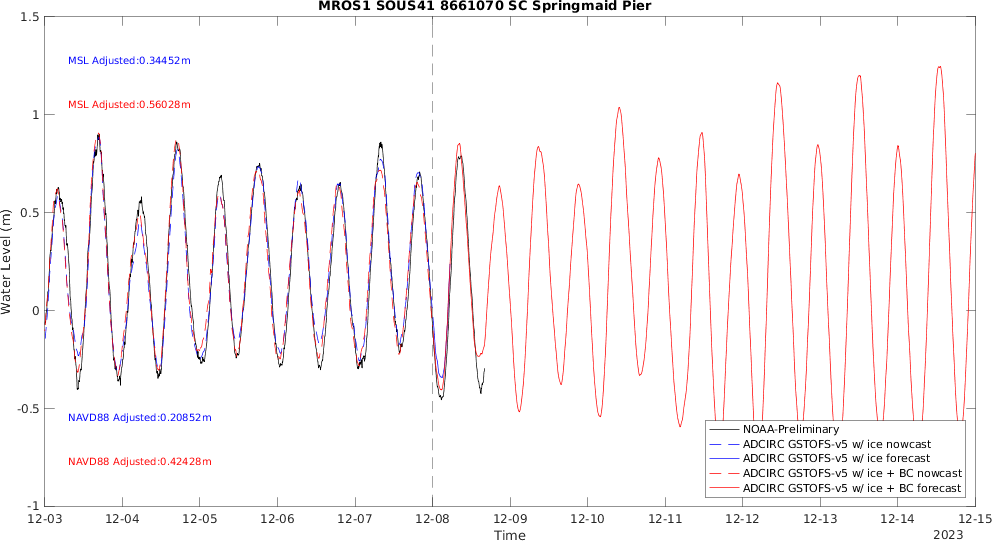 MROS1 SOUS41 8661070 SC Springmaid Pier
1.5
1
0.5
0
-0.5
-1
Water Level (m)
MSL Adjusted:0.34452m
MSL Adjusted:0.56028m
NAVD88 Adjusted:0.20852m
NAVD88 Adjusted:0.42428m
NOAA-Preliminary
ADCIRC GSTOFS-v5 w/ ice nowcast
ADCIRC GSTOFS-v5 w/ ice forecast
ADCIRC GSTOFS-v5 w/ ice + BC nowcast
ADCIRC GSTOFS-v5 w/ ice + BC forecast
12-03 12-04 12-05 12-06 12-07 12-08 12-09 12-10 12-11 12-12 12-13 12-14 12-15
Time
2023